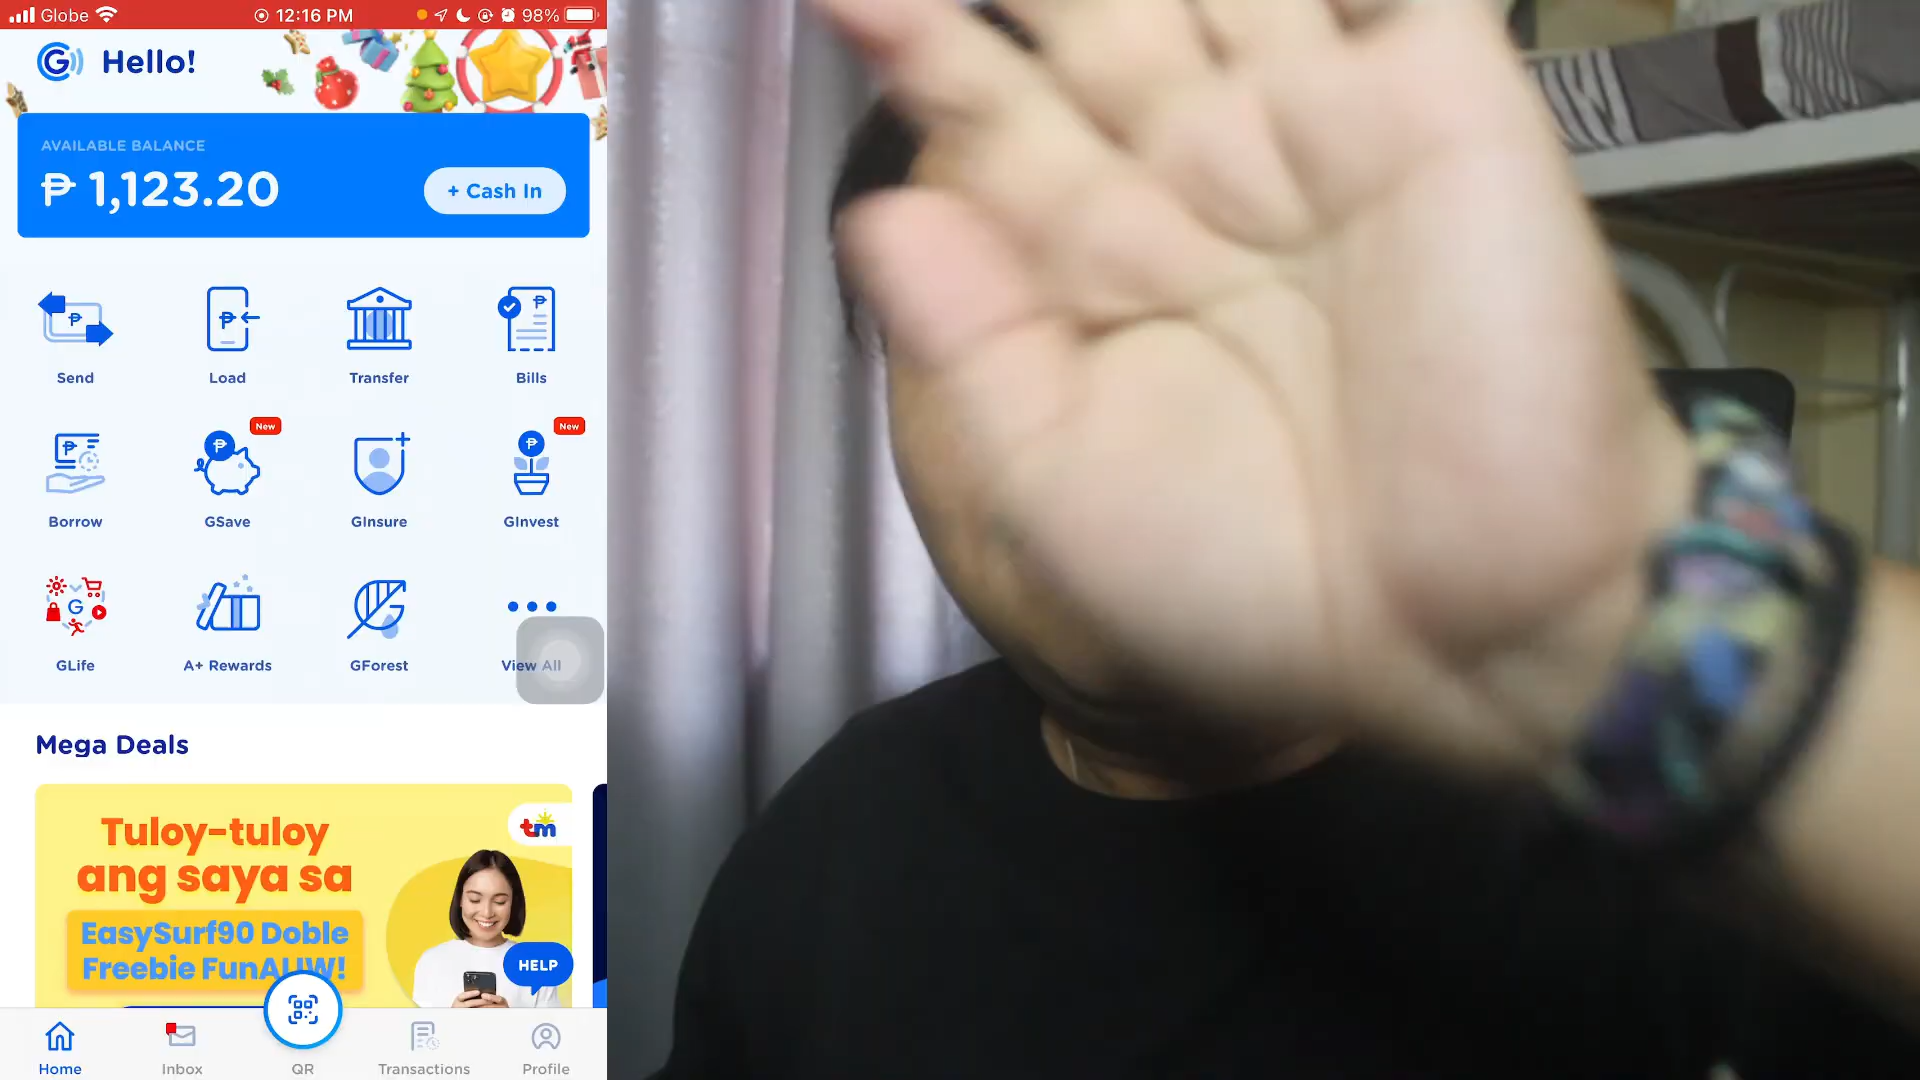 Globe 12:16 PM 98%
Hello!
AVAILABLE BALANCE
₱ 1,123.20
+ Cash In
Send Load Transfer Bills
New New
Borrow GSave GInsure GInvest
GLife A+ Rewards GForest View All
Mega Deals
Tuloy-tuloy
ang saya sa
EasySurf90 Doble
Freebie FunALIW!
tm
HELP
Home Inbox QR Transactions Profile